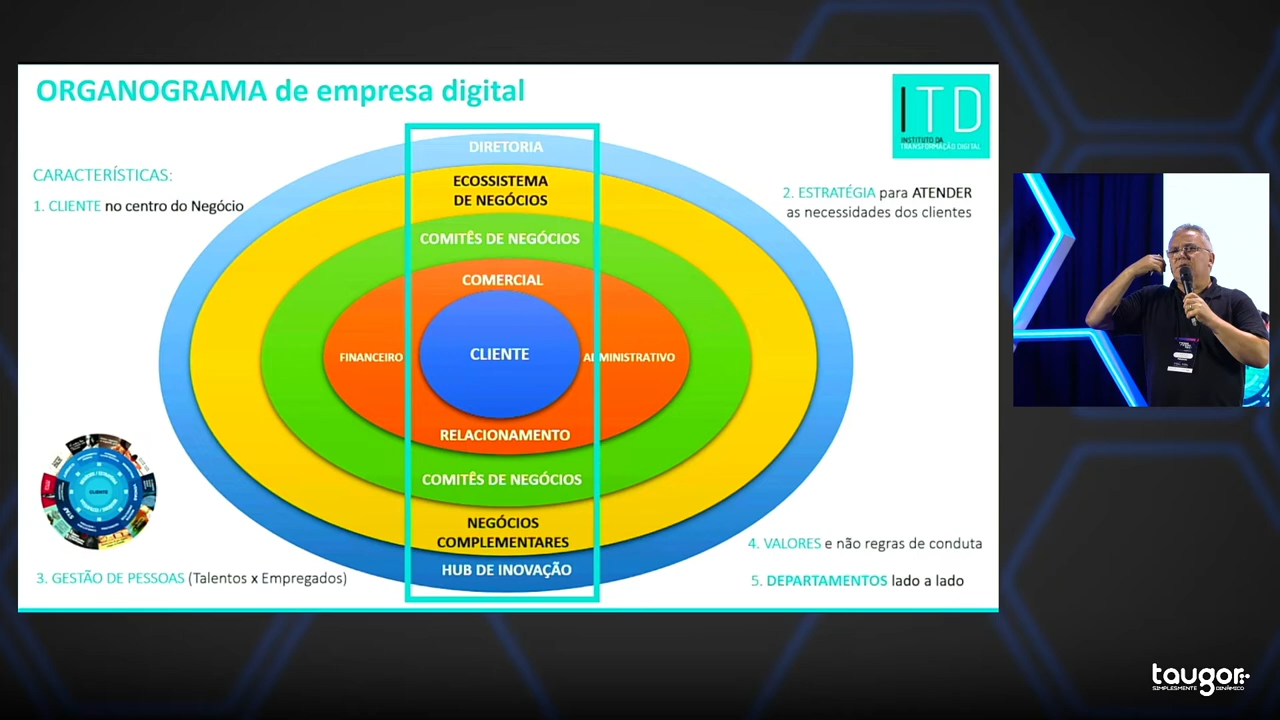 ORGANOGRAMA de empresa digital
ITD
INSTITUTO DA
TRANSFORMAÇÃO DIGITAL
CARACTERÍSTICAS:
1. CLIENTE no centro do Negócio
2. ESTRATÉGIA para ATENDER
as necessidades dos clientes
DIRETORIA
ECOSSISTEMA
DE NEGÓCIOS
COMITÊS DE NEGÓCIOS
COMERCIAL
FINANCEIRO
CLIENTE
ADMINISTRATIVO
RELACIONAMENTO
COMITÊS DE NEGÓCIOS
NEGÓCIOS
COMPLEMENTARES
HUB DE INOVAÇÃO
CLIENTE
3. GESTÃO DE PESSOAS (Talentos x Empregados)
4. VALORES e não regras de conduta
5. DEPARTAMENTOS lado a lado
taugor
SIMPLESMENTE DINÂMICO